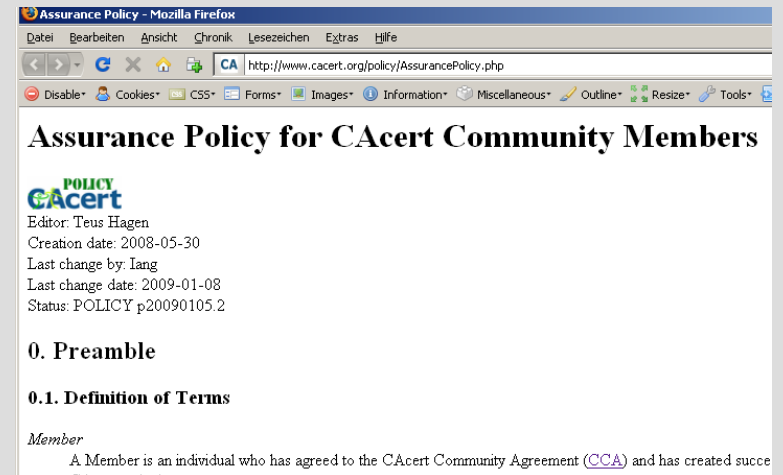 Assurance Policy - Mozilla Firefox
Datei Bearbeiten Ansicht Chronik Lesezeichen Extras Hilfe
CA http://www.cacert.org/policy/AssurancePolicy.php
Disable Cookies CSS Forms Images Information Miscellaneous Outline Resize Tools
Assurance Policy for CAcert Community Members
POLICY
CAcert
Editor: Teus Hagen
Creation date: 2008-05-30
Last change by: Iang
Last change date: 2009-01-08
Status: POLICY p20090105.2
0. Preamble
0.1. Definition of Terms
Member
A Member is an individual who has agreed to the CAcert Community Agreement (CCA) and has created succe